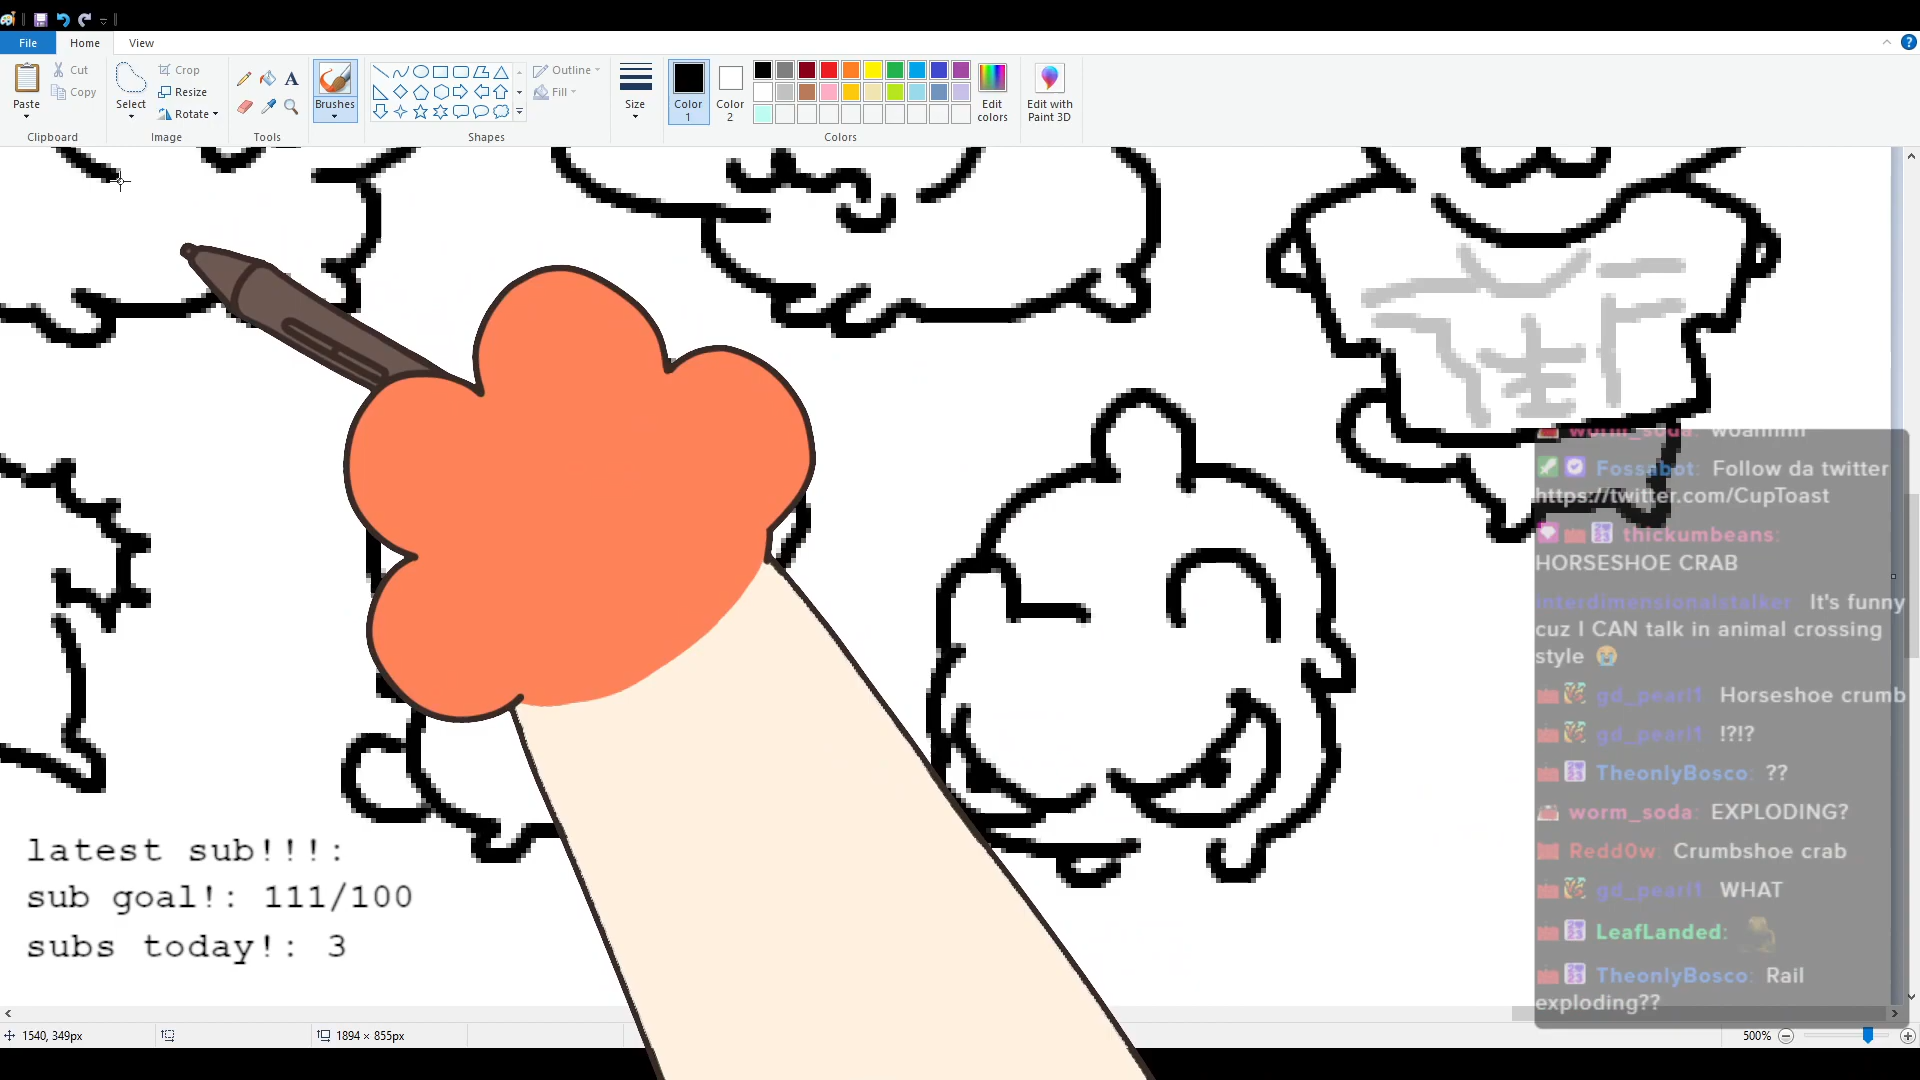 File Home View
Cut
Copy
Paste
Clipboard
Select
Crop
Resize
Rotate
Image
A
Tools
Brushes
Outline
Fill
Shapes
Size
Color
1
Color
2
Edit
colors
Colors
Edit with
Paint 3D
?
worm_soda: woahhhh
Fossabot: Follow da twitter
https://twitter.com/CupToast
thickumbeans:
HORSESHOE CRAB
interdimensionalstalker It's funny
cuz I CAN talk in animal crossing
style 😭
gd_pearl1 Horseshoe crumb
gd_pearl1 !?!?
TheonlyBosco: ??
worm_soda: EXPLODING?
Redd0w: Crumbshoe crab
gd_pearl1 WHAT
LeafLanded:
TheonlyBosco: Rail
exploding??
latest sub!!!:
sub goal!: 111/100
subs today!: 3
1540, 349px
1894 × 855px
500%